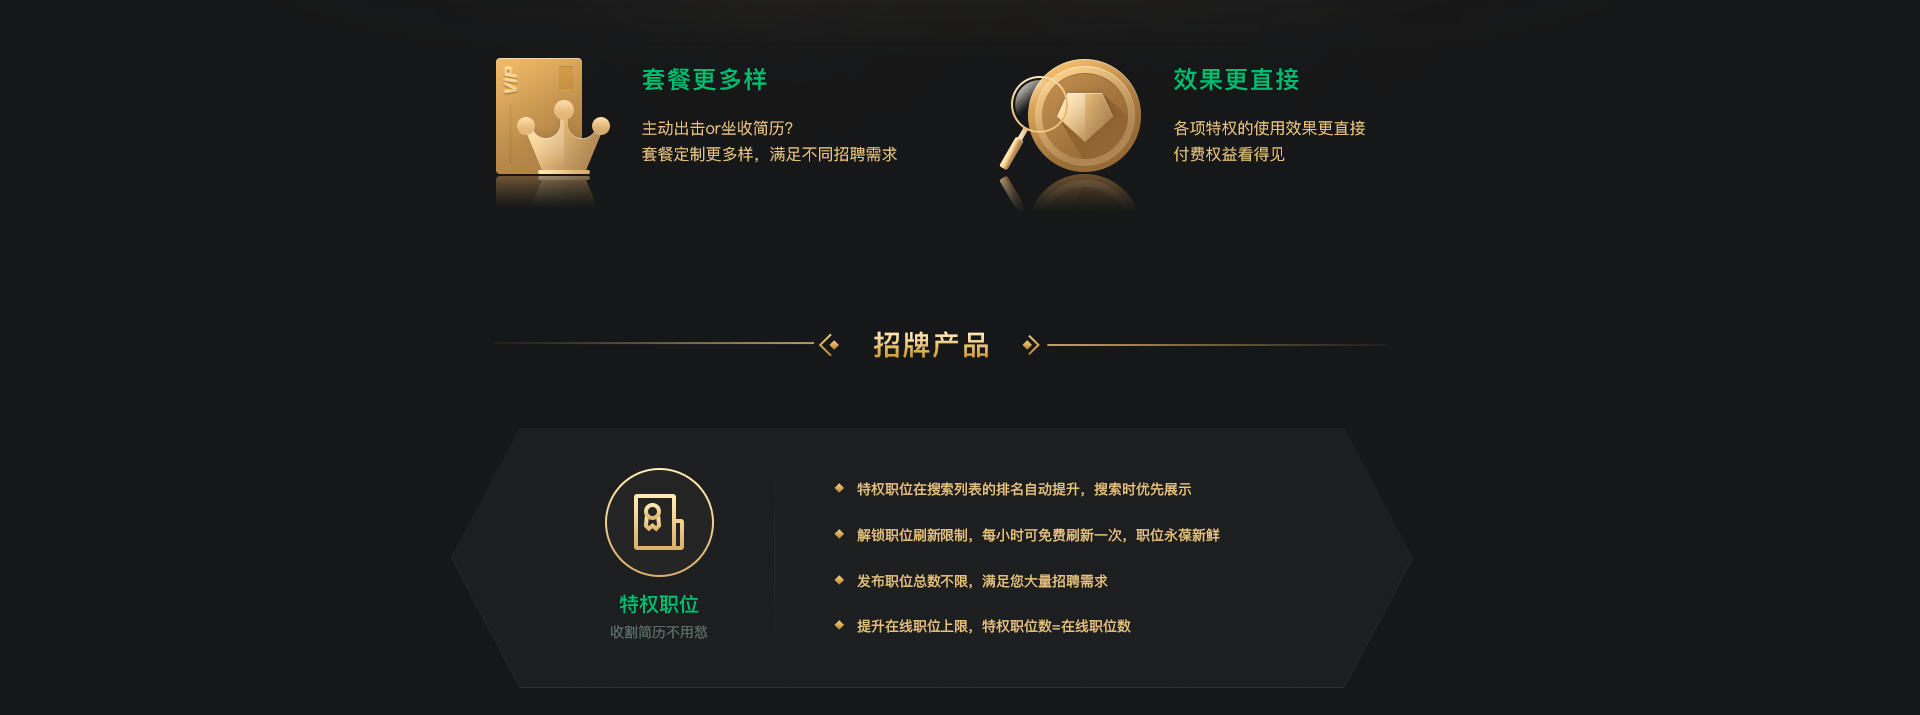 VIP
套餐更多样
主动出击or坐收简历?
套餐定制更多样，满足不同招聘需求
效果更直接
各项特权的使用效果更直接
付费权益看得见
招牌产品
特权职位
收割简历不用愁
特权职位在搜索列表的排名自动提升，搜索时优先展示
解锁职位刷新限制，每小时可免费刷新一次，职位永葆新鲜
发布职位总数不限，满足您大量招聘需求
提升在线职位上限，特权职位数=在线职位数